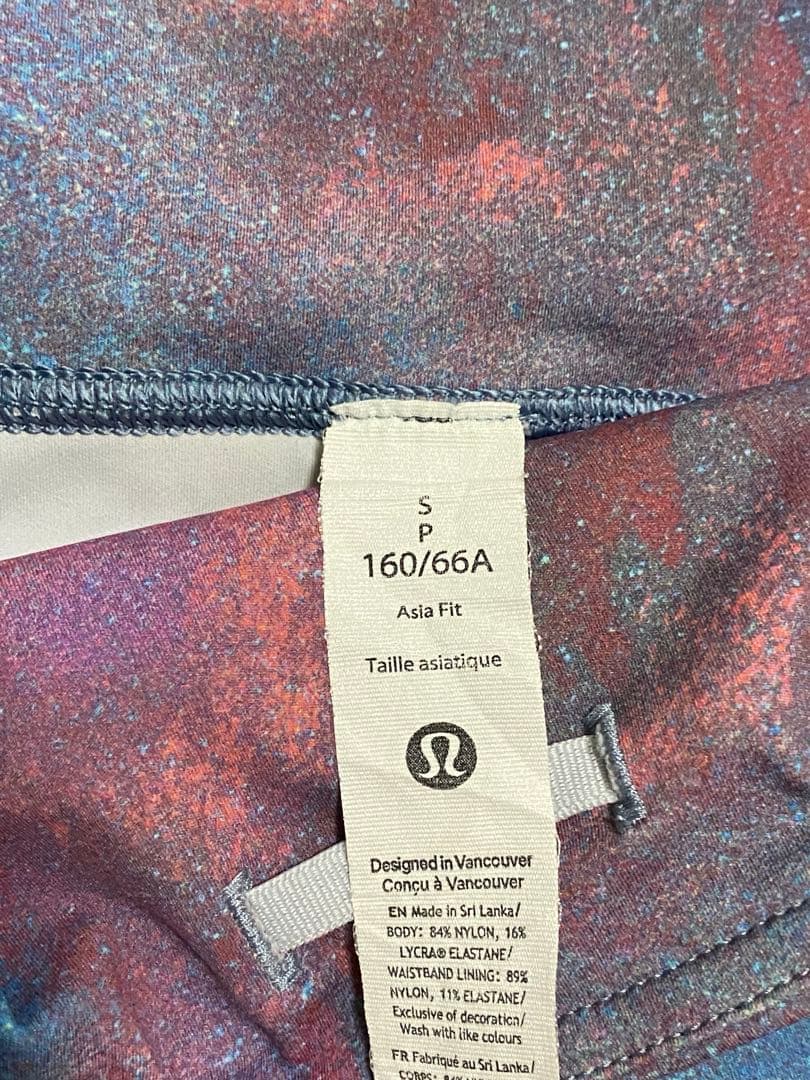 S
P
160/66A
Asia Fit
Taille asiatique
Designed in Vancouver
Conçu à Vancouver
EN Made in Sri Lanka/
BODY: 84% NYLON, 16%
LYCRA® ELASTANE/
WAISTBAND LINING: 89%
NYLON, 11% ELASTANE/
Exclusive of decoration/
Wash with like colours
FR Fabriqué au Sri Lanka/
CORPS: 84%